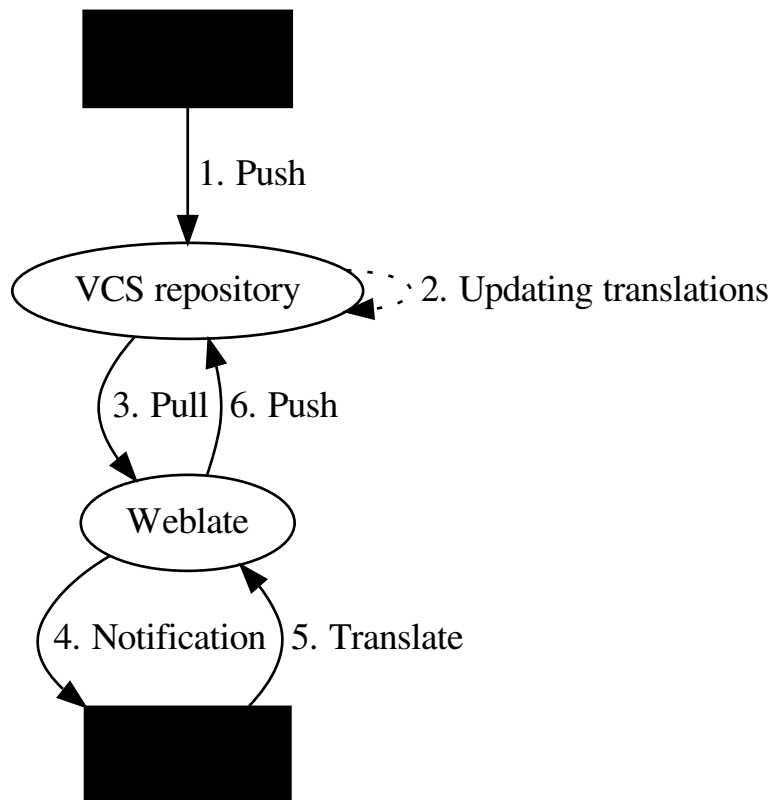 1. Push
VCS repository
2. Updating translations
3. Pull
6. Push
Weblate
4. Notification
5. Translate